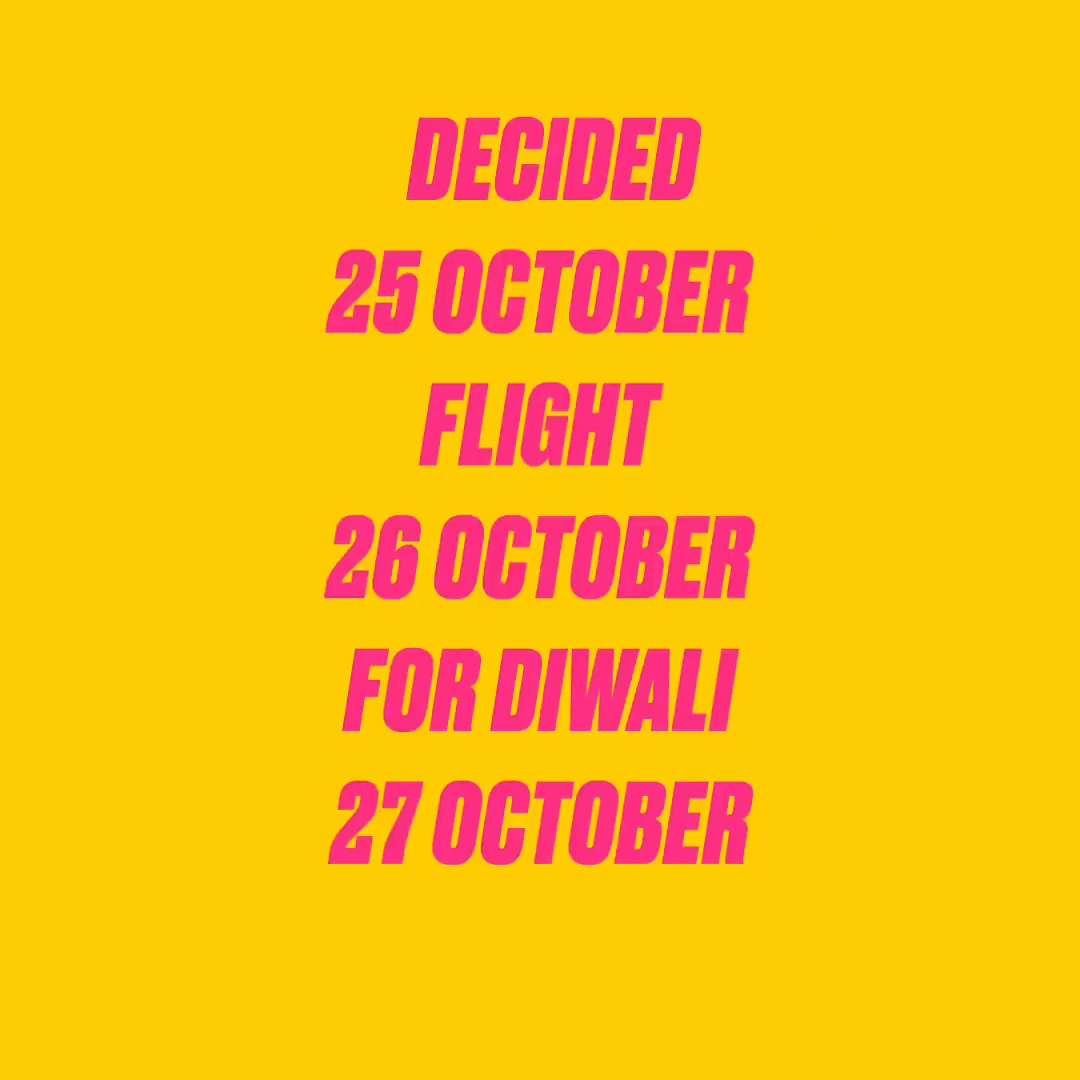 DECIDED
25 OCTOBER
FLIGHT
26 OCTOBER
FOR DIWALI
27 OCTOBER